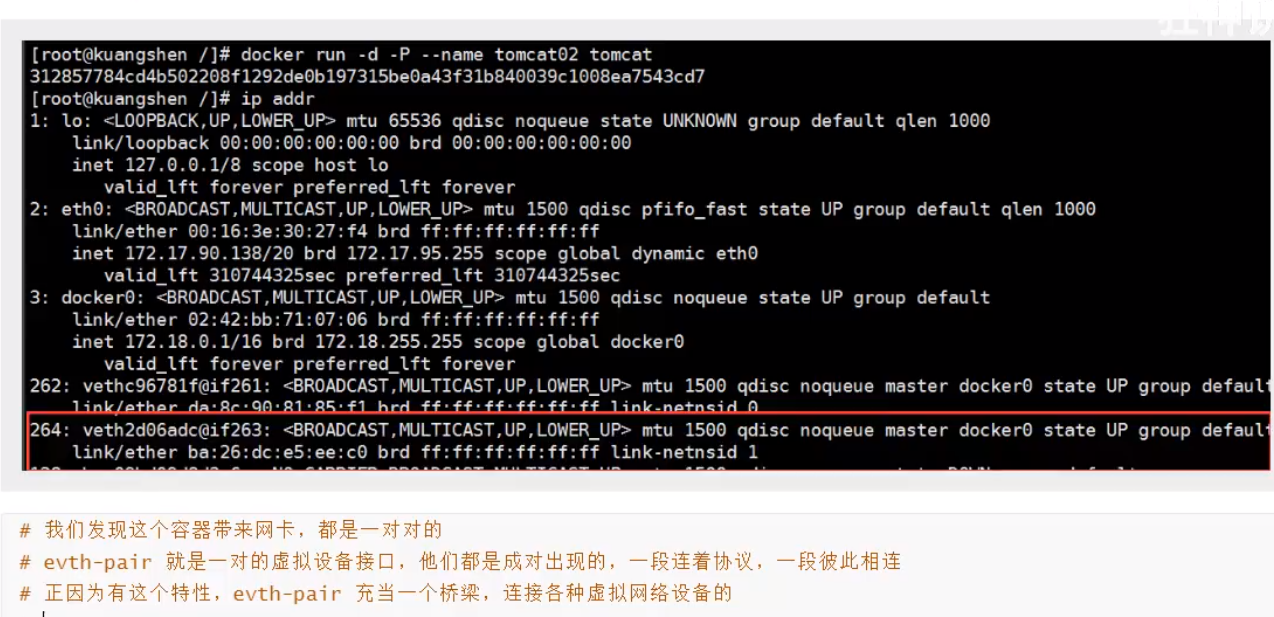 [root@kuangshen /]# docker run -d -P --name tomcat02 tomcat
312857784cd4b502208f1292de0b197315be0a43f31b840039c1008ea7543cd7
[root@kuangshen /]# ip addr
1: lo: <LOOPBACK,UP,LOWER_UP> mtu 65536 qdisc noqueue state UNKNOWN group default qlen 1000
link/loopback 00:00:00:00:00:00 brd 00:00:00:00:00:00
inet 127.0.0.1/8 scope host lo
valid_lft forever preferred_lft forever
2: eth0: <BROADCAST,MULTICAST,UP,LOWER_UP> mtu 1500 qdisc pfifo_fast state UP group default qlen 1000
link/ether 00:16:3e:30:27:f4 brd ff:ff:ff:ff:ff:ff
inet 172.17.90.138/20 brd 172.17.95.255 scope global dynamic eth0
valid_lft 310744325sec preferred_lft 310744325sec
3: docker0: <BROADCAST,MULTICAST,UP,LOWER_UP> mtu 1500 qdisc noqueue state UP group default
link/ether 02:42:bb:71:07:06 brd ff:ff:ff:ff:ff:ff
inet 172.18.0.1/16 brd 172.18.255.255 scope global docker0
valid_lft forever preferred_lft forever
262: vethc96781f@if261: <BROADCAST,MULTICAST,UP,LOWER_UP> mtu 1500 qdisc noqueue master docker0 state UP group default
link/ether da:8c:90:81:85:f1 brd ff:ff:ff:ff:ff:ff link-netnsid 0
264: veth2d06adc@if263: <BROADCAST,MULTICAST,UP,LOWER_UP> mtu 1500 qdisc noqueue master docker0 state UP group default
link/ether ba:26:dc:e5:ee:c0 brd ff:ff:ff:ff:ff:ff link-netnsid 1
# 我们发现这个容器带来网卡，都是一对对的
# evth-pair 就是一对的虚拟设备接口，他们都是成对出现的，一段连着协议，一段彼此相连
# 正因为有这个特性，evth-pair 充当一个桥梁，连接各种虚拟网络设备的